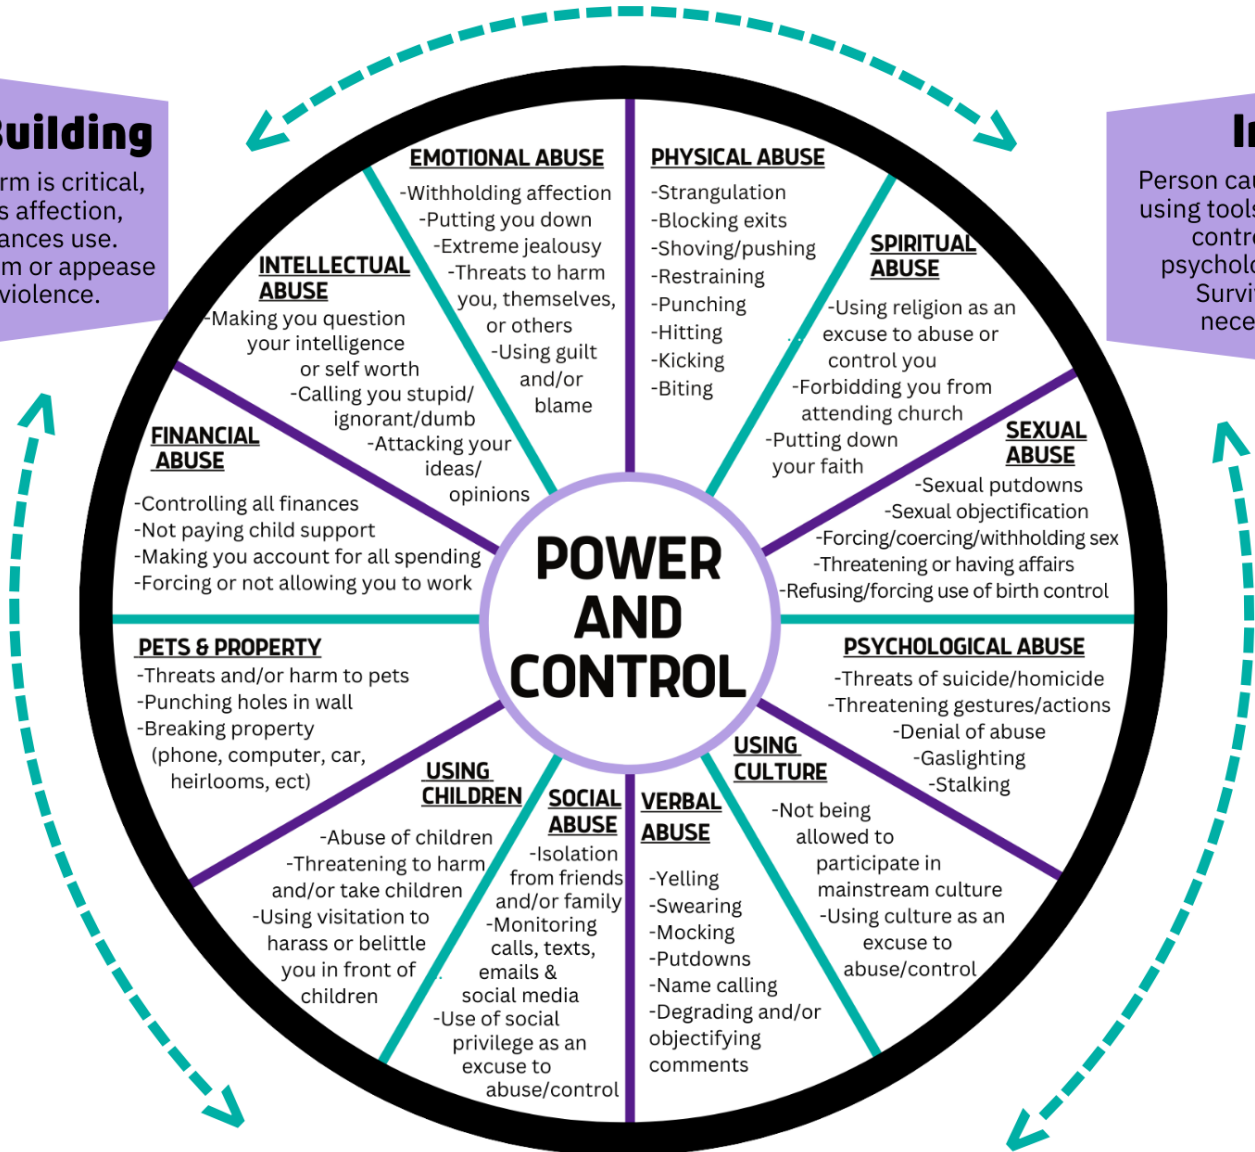 Building
rm is critical,
s affection,
ances use.
m or appease
violence.
In
Person cau
using tools
contro
psycholo
Surviv
nece
EMOTIONAL ABUSE
-Withholding affection
-Putting you down
-Extreme jealousy
-Threats to harm
you, themselves,
or others
-Using guilt
and/or
blame
PHYSICAL ABUSE
-Strangulation
-Blocking exits
-Shoving/pushing
-Restraining
-Punching
-Hitting
-Kicking
-Biting
SPIRITUAL
ABUSE
-Using religion as an
excuse to abuse or
control you
-Forbidding you from
attending church
-Putting down
your faith
SEXUAL
ABUSE
-Sexual putdowns
-Sexual objectification
-Forcing/coercing/withholding sex
-Threatening or having affairs
-Refusing/forcing use of birth control
PSYCHOLOGICAL ABUSE
-Threats of suicide/homicide
-Threatening gestures/actions
-Denial of abuse
-Gaslighting
-Stalking
USING
CULTURE
-Not being
allowed to
participate in
mainstream culture
-Using culture as an
excuse to
abuse/control
VERBAL
ABUSE
-Yelling
-Swearing
-Mocking
-Putdowns
-Name calling
-Degrading and/or
objectifying
comments
SOCIAL
ABUSE
-Isolation
from friends
and/or family
-Monitoring
calls, texts,
emails &
social media
-Use of social
privilege as an
excuse to
abuse/control
USING
CHILDREN
-Abuse of children
-Threatening to harm
and/or take children
-Using visitation to
harass or belittle
you in front of
children
PETS & PROPERTY
-Threats and/or harm to pets
-Punching holes in wall
-Breaking property
(phone, computer, car,
heirlooms, ect)
FINANCIAL
ABUSE
-Controlling all finances
-Not paying child support
-Making you account for all spending
-Forcing or not allowing you to work
INTELLECTUAL
ABUSE
-Making you question
your intelligence
or self worth
-Calling you stupid/
ignorant/dumb
-Attacking your
ideas/
opinions
POWER
AND
CONTROL